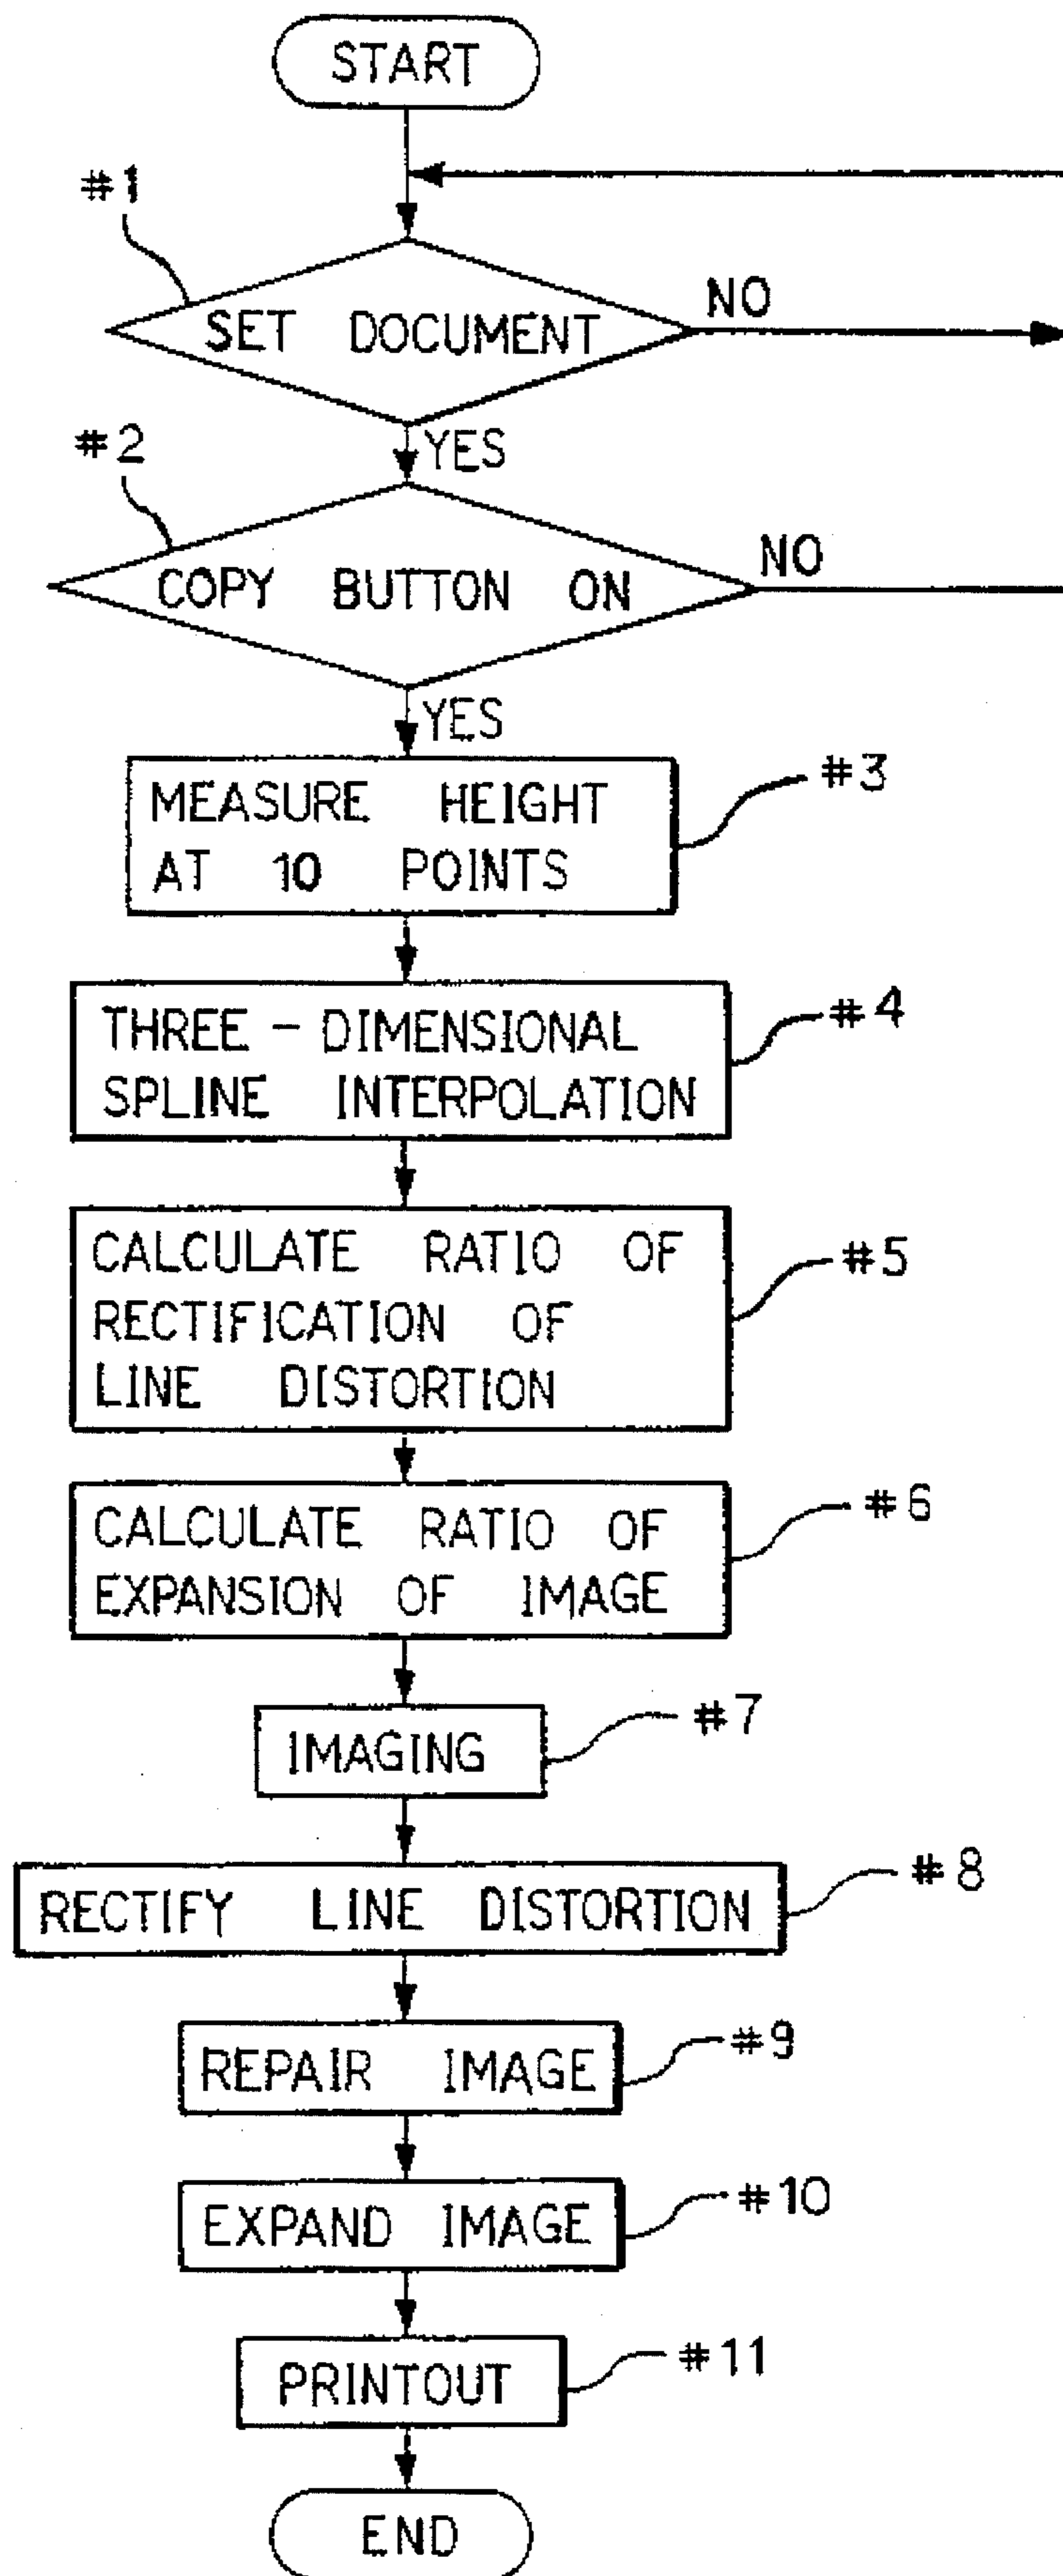 START
#1
SET DOCUMENT
NO
YES
#2
COPY BUTTON ON
NO
YES
MEASURE HEIGHT
AT 10 POINTS
#3
THREE - DIMENSIONAL
SPLINE INTERPOLATION
#4
CALCULATE RATIO OF
RECTIFICATION OF
LINE DISTORTION
#5
CALCULATE RATIO OF
EXPANSION OF IMAGE
#6
IMAGING
#7
RECTIFY LINE DISTORTION
#8
REPAIR IMAGE
#9
EXPAND IMAGE
#10
PRINTOUT
#11
END